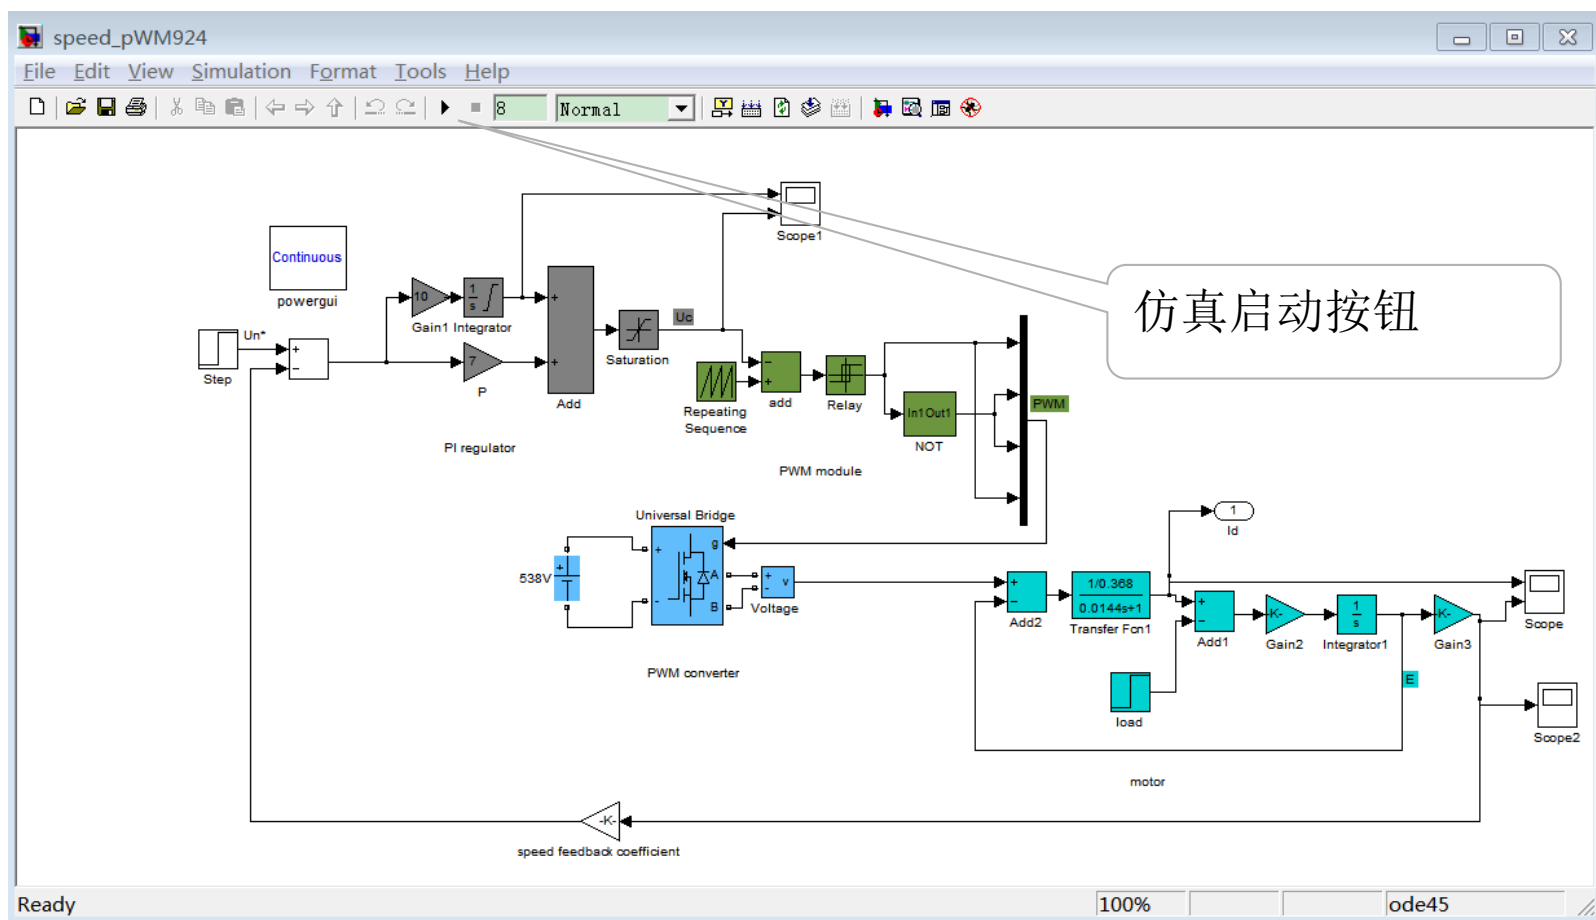 speed_pWM924
File Edit View Simulation Format Tools Help
8 Normal
Scope1
Continuous
powergui
仿真启动按钮
10
1
s
Gain1 Integrator
Un*
+
-
Step
7
P
+
+
Add
Uc
Saturation
Repeating
Sequence
-
+
add
Relay
In1 Out1
NOT
PWM
PI regulator
PWM module
Universal Bridge
538V
+
+
-
g
A
B
+
-
v
Voltage
PWM converter
+
-
Add2
1/0.368
0.0144s+1
Transfer Fcn1
1
Id
+
-
Add1
-K-
Gain2
1
s
Integrator1
-K-
Gain3
Scope
E
load
Scope2
motor
-K-
speed feedback coefficient
Ready 100% ode45